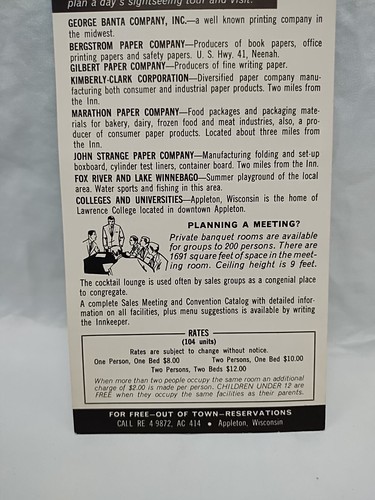 plan a day's sightseeing tour and visit.
GEORGE BANTA COMPANY, INC.—a well known printing company in
the midwest.
BERGSTROM PAPER COMPANY—Producers of book papers, office
printing papers and safety papers. U. S. Hwy. 41, Neenah.
GILBERT PAPER COMPANY—Producers of fine writing paper.
KIMBERLY-CLARK CORPORATION—Diversified paper company manu-
facturing both consumer and industrial paper products. Two miles from
the Inn.
MARATHON PAPER COMPANY—Food packages and packaging mate-
rials for bakery, dairy, frozen food and meat industries, also, a pro-
ducer of consumer paper products. Located about three miles from
the Inn.
JOHN STRANGE PAPER COMPANY—Manufacturing folding and set-up
boxboard, cylinder test liners, container board. Two miles from the Inn.
FOX RIVER AND LAKE WINNEBAGO—Summer playground of the local
area. Water sports and fishing in this area.
COLLEGES AND UNIVERSITIES—Appleton, Wisconsin is the home of
Lawrence College located in downtown Appleton.
PLANNING A MEETING?
Private banquet rooms are available
for groups to 200 persons. There are
1691 square feet of space in the meet-
ing room. Ceiling height is 9 feet.
The cocktail lounge is used often by sales groups as a congenial place
to congregate.
A complete Sales Meeting and Convention Catalog with detailed infor-
mation on all facilities, plus menu suggestions is available by writing
the Innkeeper.
RATES
(104 units)
Rates are subject to change without notice.
One Person, One Bed $8.00 Two Persons, One Bed $10.00
Two Persons, Two Beds $12.00
When more than two people occupy the same room an additional
charge of $2.00 is made per person. CHILDREN UNDER 12 are
FREE when they occupy the same facilities as their parents.
FOR FREE—OUT OF TOWN—RESERVATIONS
CALL RE 4 9872, AC 414 • Appleton, Wisconsin